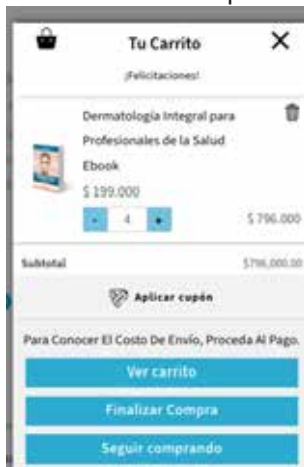 Tu Carrito
¡Felicitaciones!
Dermatología Integral para
Profesionales de la Salud
Ebook
$ 199.000
- 4 +
$ 796.000
Subtotal
$796,000.00
Aplicar cupón
Para Conocer El Costo De Envío, Proceda Al Pago.
Ver carrito
Finalizar Compra
Seguir comprando